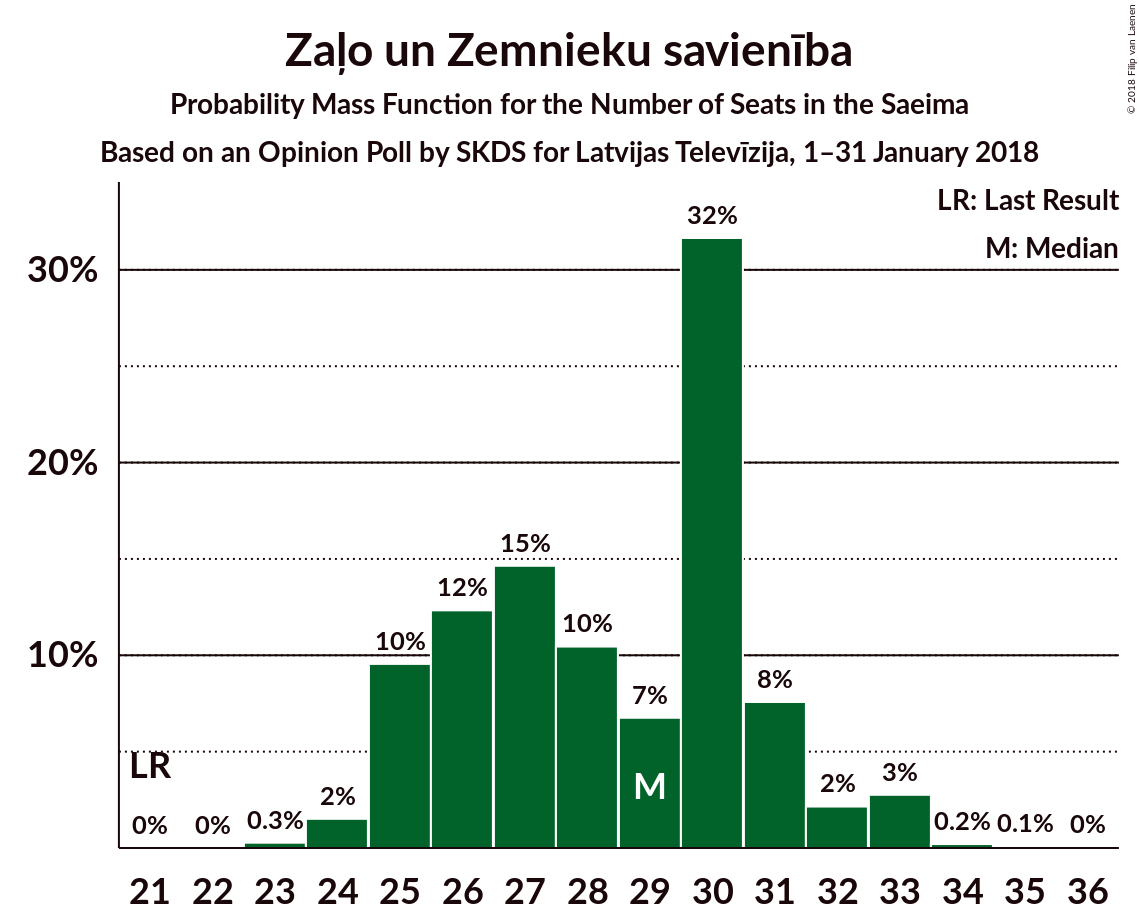 Zaļo un Zemnieku savienība
Probability Mass Function for the Number of Seats in the Saeima
Based on an Opinion Poll by SKDS for Latvijas Televīzija, 1–31 January 2018
© 2018 Filip van Laenen
LR: Last Result
M: Median
30%
20%
10%
LR
M
0% 0% 0.3% 2% 10% 12% 15% 10% 7% 32% 8% 2% 3% 0.2% 0.1% 0%
21 22 23 24 25 26 27 28 29 30 31 32 33 34 35 36